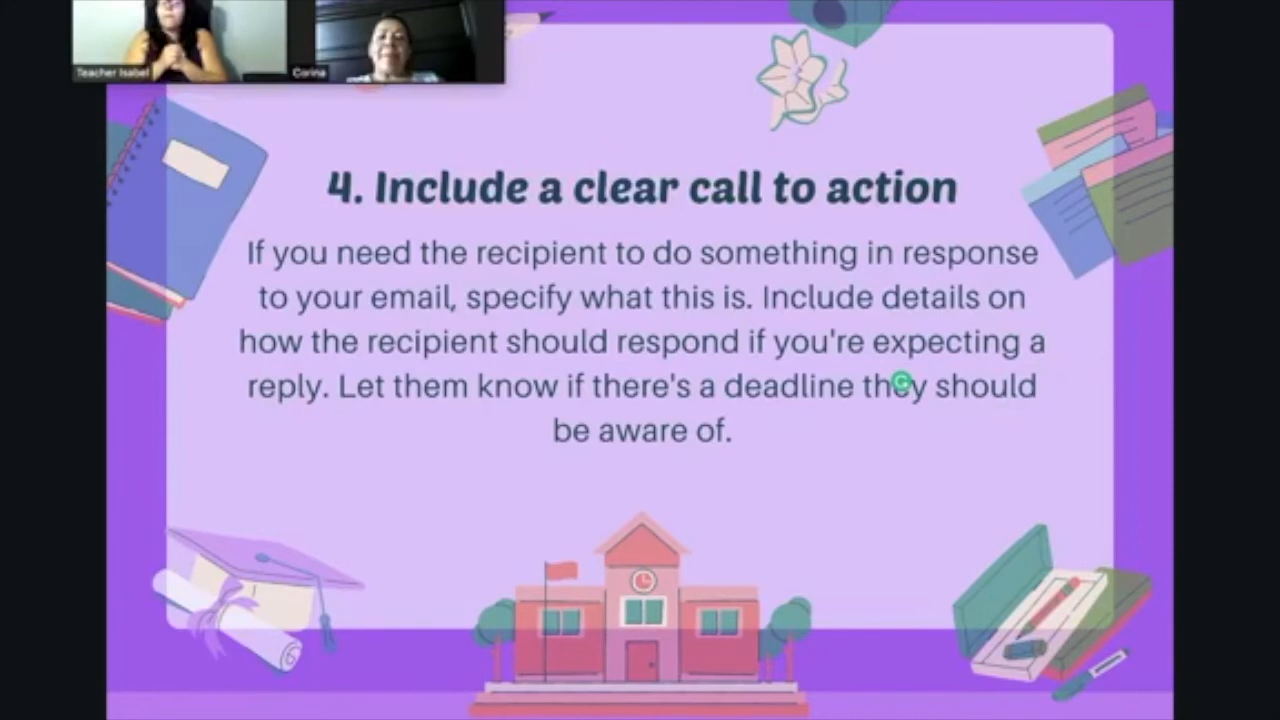 Teacher Isabel
Corina
4. Include a clear call to action
If you need the recipient to do something in response
to your email, specify what this is. Include details on
how the recipient should respond if you're expecting a
reply. Let them know if there's a deadline they should
be aware of.